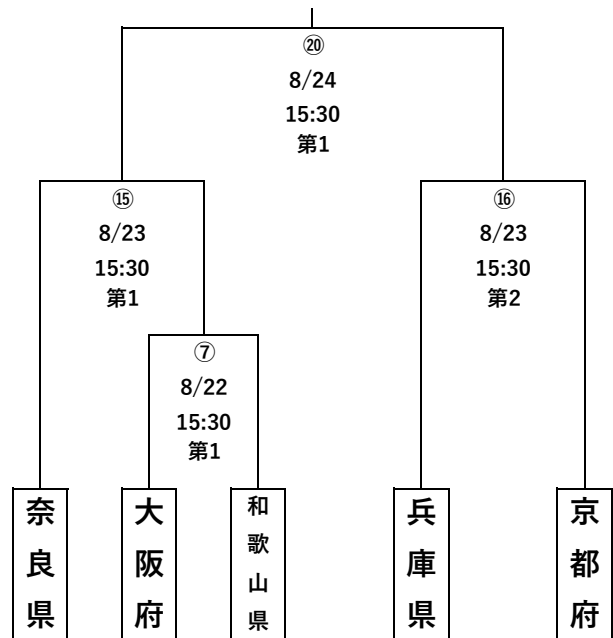 ⑳
8/24
15:30
第1
⑮
8/23
15:30
第1
⑯
8/23
15:30
第2
⑦
8/22
15:30
第1
奈良県
大阪府
和歌山県
兵庫県
京都府